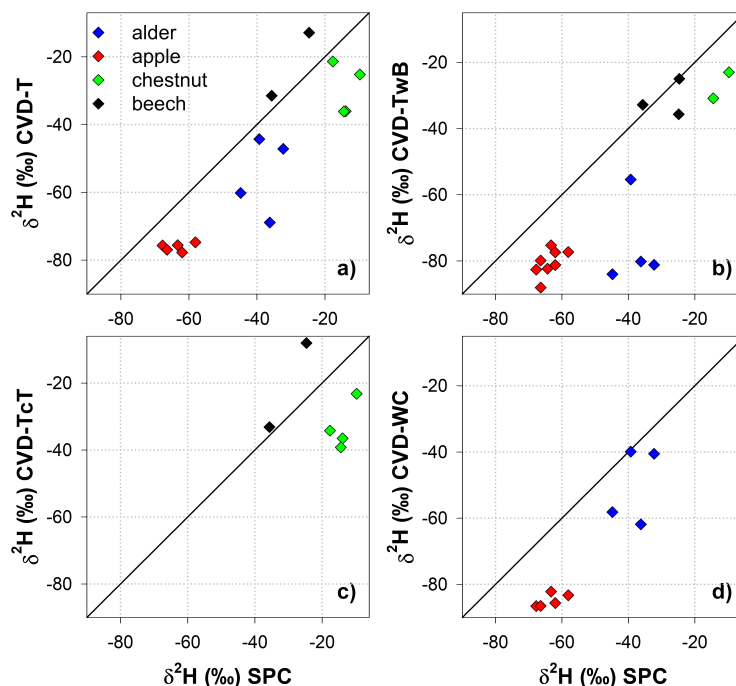 alder
apple
chestnut
beech
-20
-40
-60
-80
δ²H (‰) CVD-T
a)
-80 -60 -40 -20
-20
-40
-60
-80
δ²H (‰) CVD-TwB
b)
-80 -60 -40 -20
-20
-40
-60
-80
δ²H (‰) CVD-TcT
c)
-80 -60 -40 -20
δ²H (‰) SPC
-20
-40
-60
-80
δ²H (‰) CVD-WC
d)
-80 -60 -40 -20
δ²H (‰) SPC